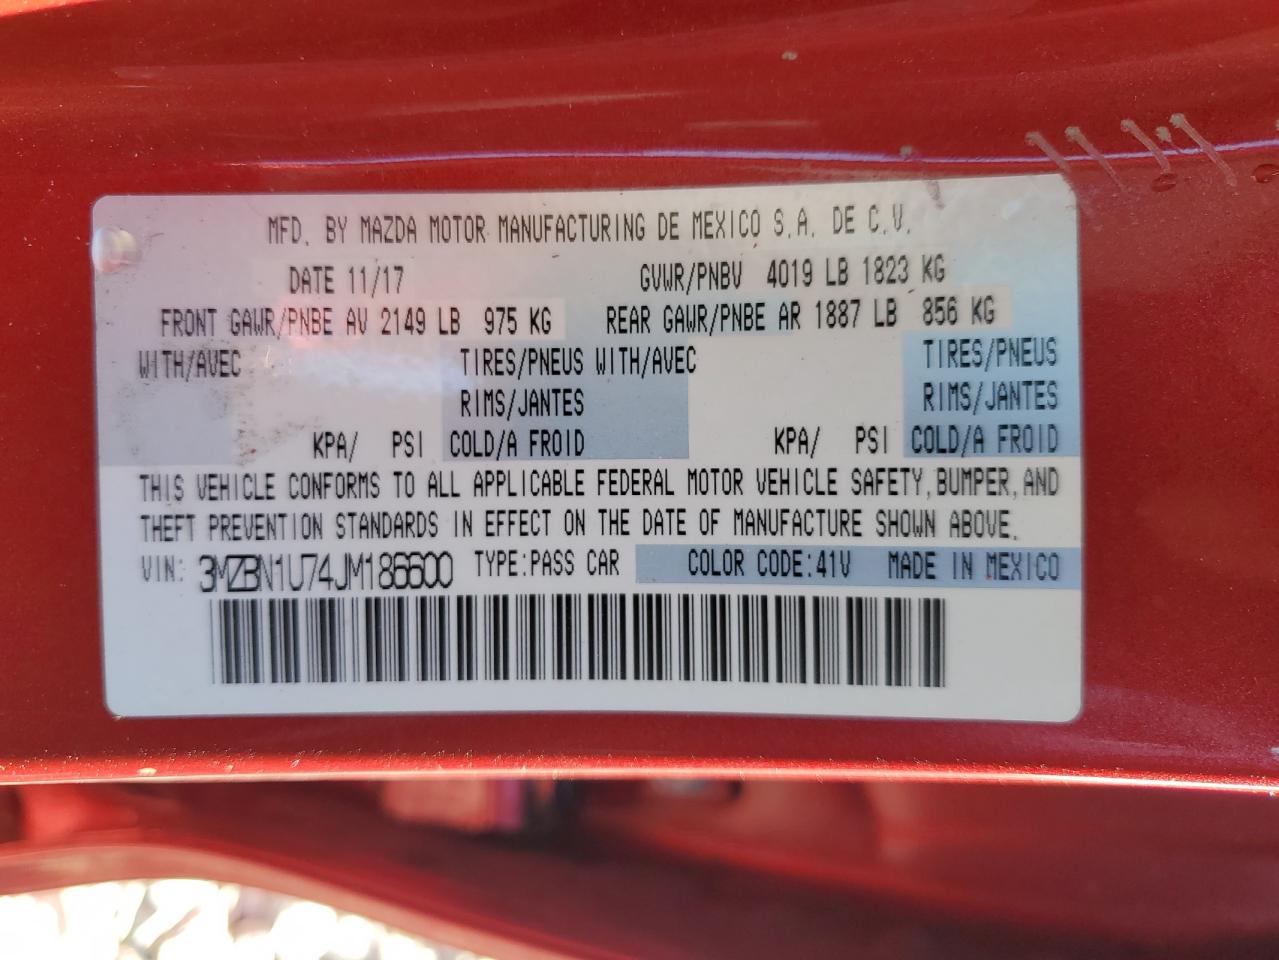 MFD. BY MAZDA MOTOR MANUFACTURING DE MEXICO S.A. DE C.V.
DATE 11/17 GVWR/PNBV 4019 LB 1823 KG
FRONT GAWR/PNBE AV 2149 LB 975 KG REAR GAWR/PNBE AR 1887 LB 856 KG
WITH/AVEC TIRES/PNEUS WITH/AVEC TIRES/PNEUS
RIMS/JANTES RIMS/JANTES
KPA/ PSI COLD/A FROID KPA/ PSI COLD/A FROID
THIS VEHICLE CONFORMS TO ALL APPLICABLE FEDERAL MOTOR VEHICLE SAFETY, BUMPER, AND
THEFT PREVENTION STANDARDS IN EFFECT ON THE DATE OF MANUFACTURE SHOWN ABOVE.
VIN: 3MZBN1U74JM186600 TYPE:PASS CAR COLOR CODE:41V MADE IN MEXICO